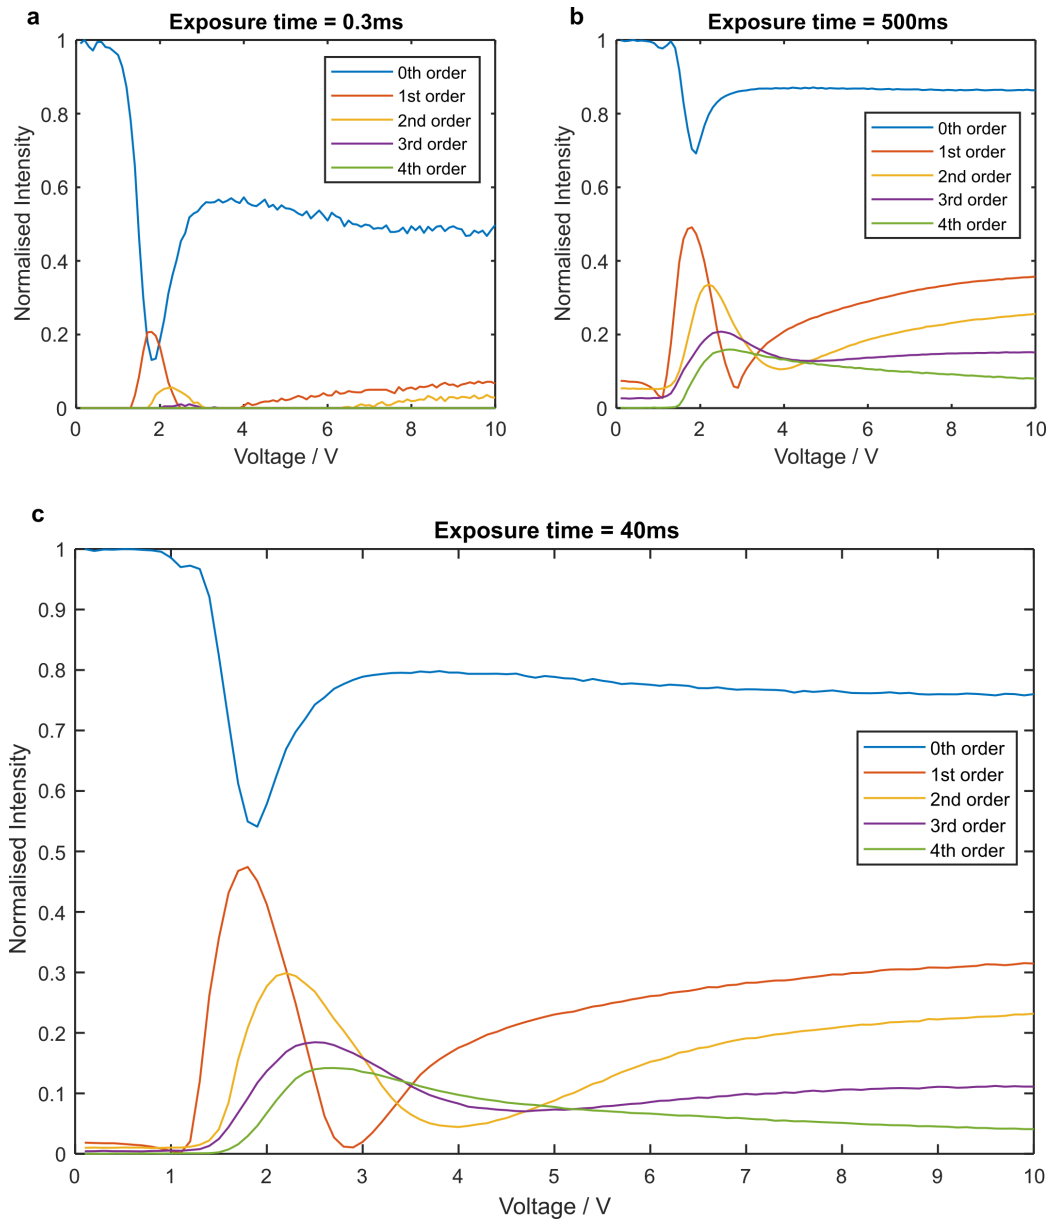 a
Exposure time = 0.3ms
1
0.8
0.6
0.4
0.2
0
Normalised Intensity
0th order
1st order
2nd order
3rd order
4th order
0 2 4 6 8 10
Voltage / V
b
Exposure time = 500ms
1
0.8
0.6
0.4
0.2
0
Normalised Intensity
0th order
1st order
2nd order
3rd order
4th order
0 2 4 6 8 10
Voltage / V
c
Exposure time = 40ms
1
0.9
0.8
0.7
0.6
0.5
0.4
0.3
0.2
0.1
0
Normalised Intensity
0th order
1st order
2nd order
3rd order
4th order
0 1 2 3 4 5 6 7 8 9 10
Voltage / V